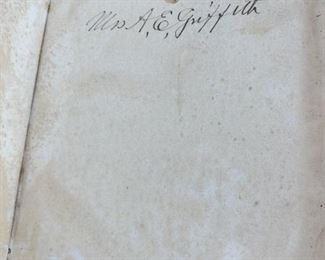 Mrs A, E, Griffith